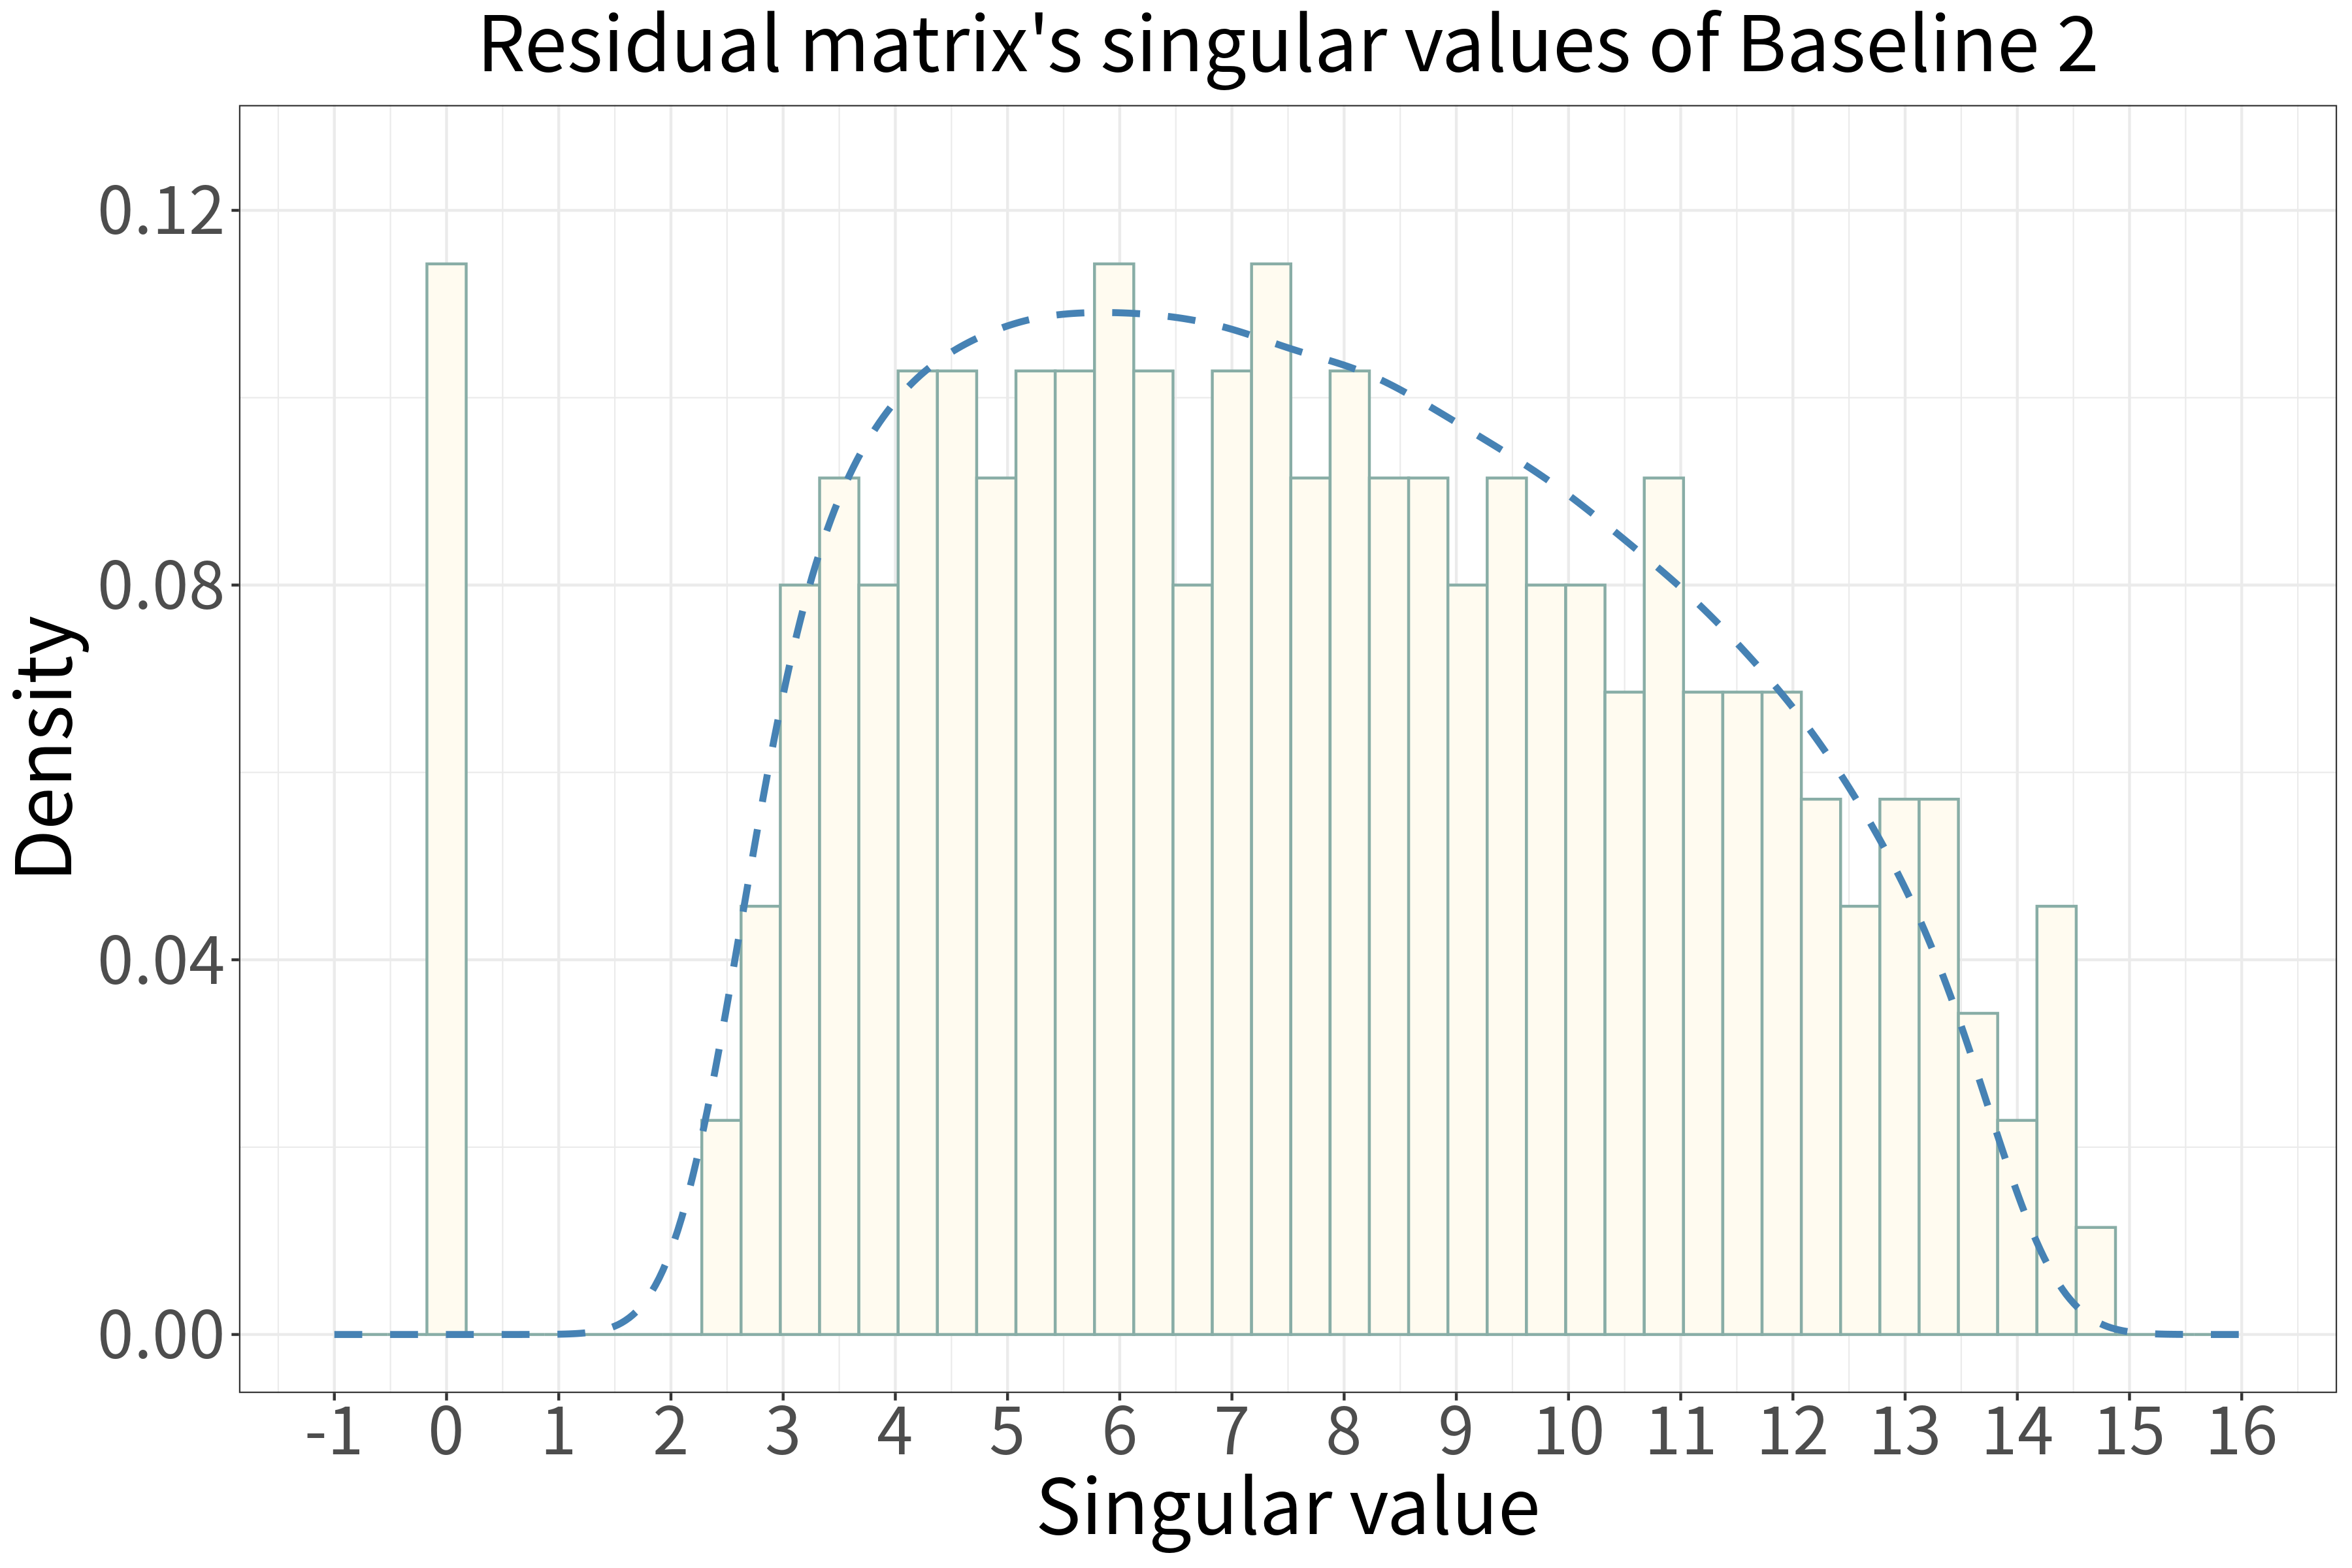 Residual matrix's singular values of Baseline 2
0.12
0.08
0.04
0.00
Density
-1 0 1 2 3 4 5 6 7 8 9 10 11 12 13 14 15 16
Singular value